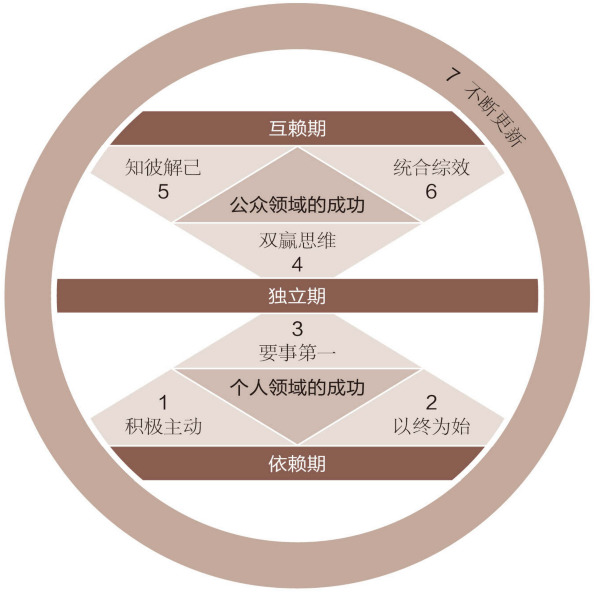 7 不断更新
互赖期
知彼解己
5
统合综效
6
公众领域的成功
双赢思维
4
独立期
3
要事第一
个人领域的成功
1
积极主动
2
以终为始
依赖期